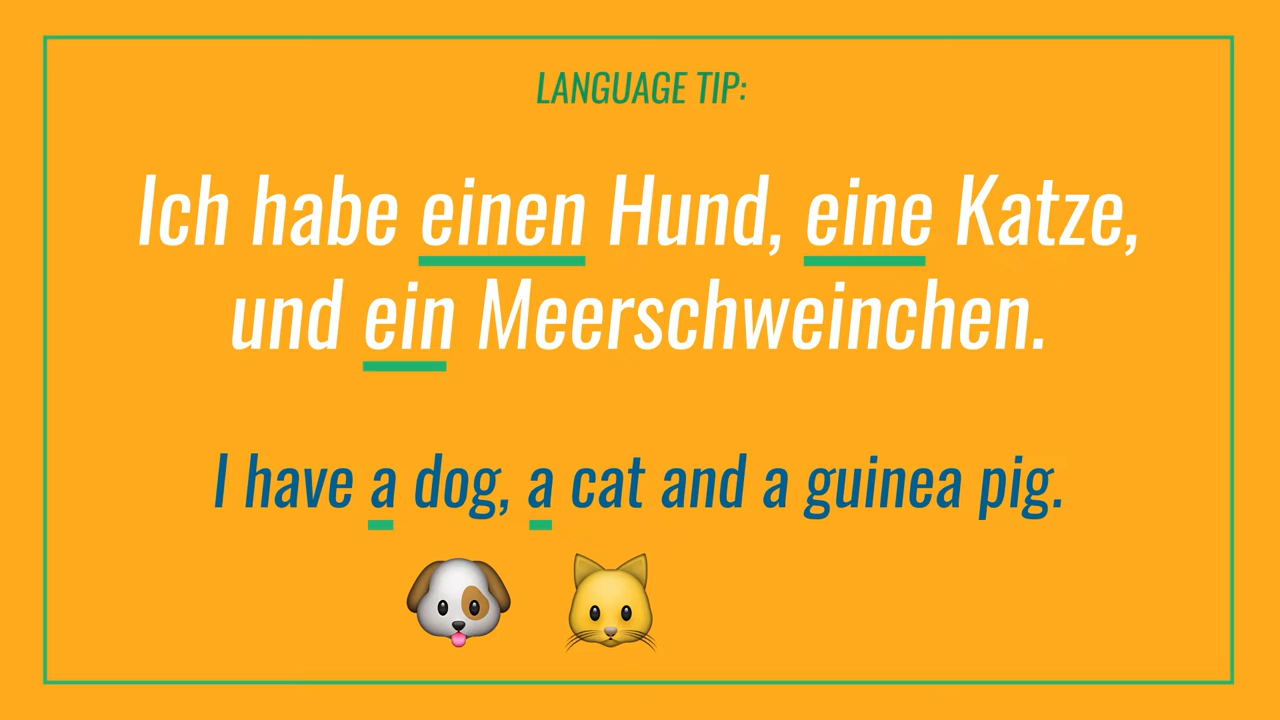 LANGUAGE TIP:
Ich habe einen Hund, eine Katze,
und ein Meerschweinchen.
I have a dog, a cat and a guinea pig.